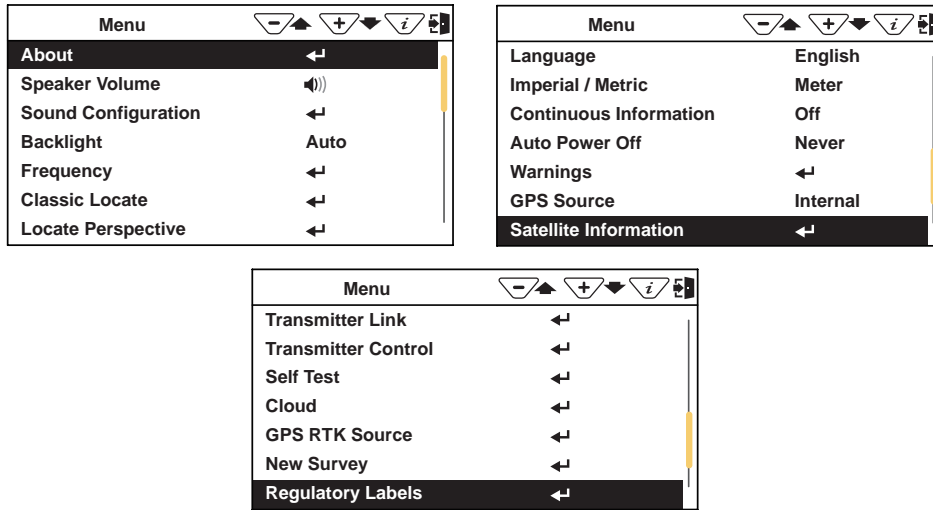 Menu - + i
About
Speaker Volume
Sound Configuration
Backlight Auto
Frequency
Classic Locate
Locate Perspective
Menu - + i
Language English
Imperial / Metric Meter
Continuous Information Off
Auto Power Off Never
Warnings
GPS Source Internal
Satellite Information
Menu - + i
Transmitter Link
Transmitter Control
Self Test
Cloud
GPS RTK Source
New Survey
Regulatory Labels